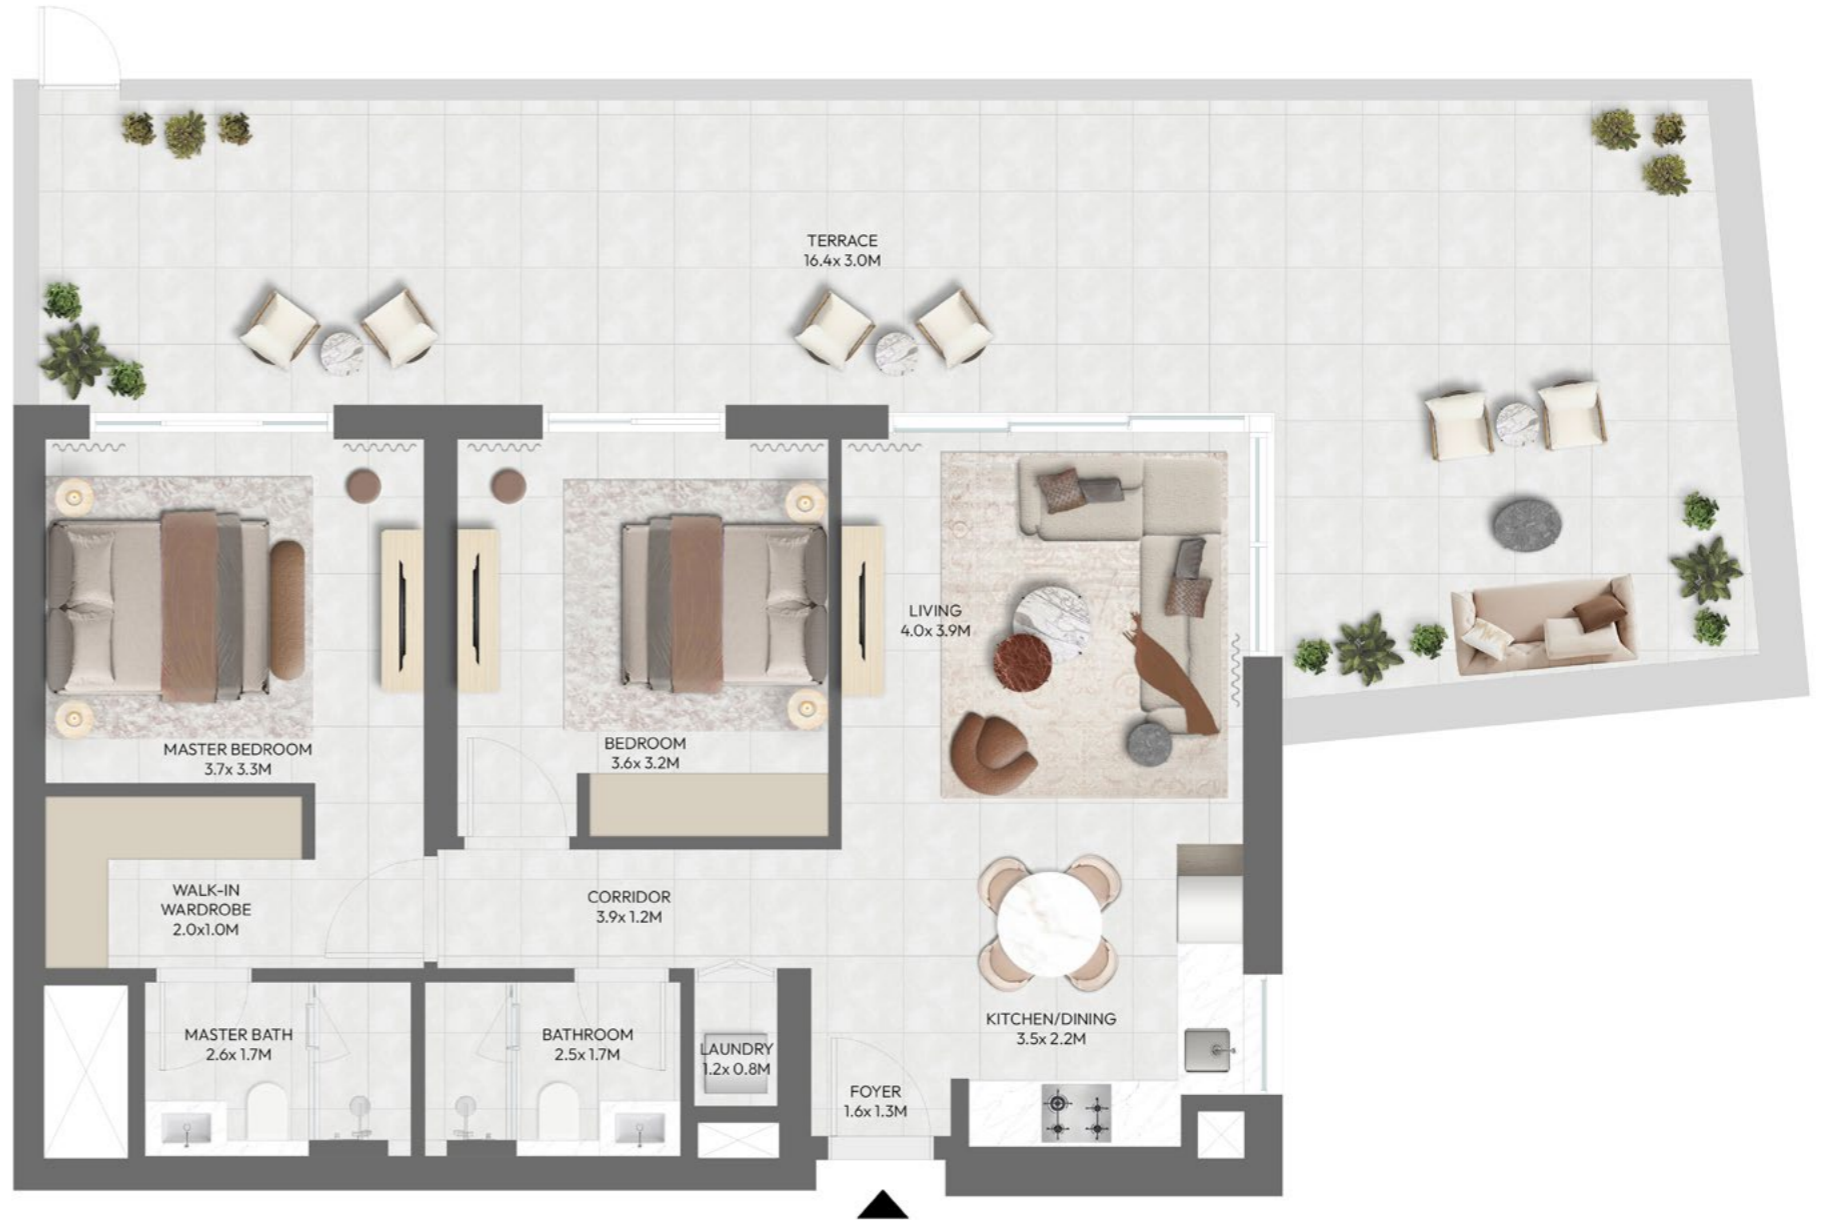 TERRACE
16.4x 3.0M
LIVING
4.0x 3.9M
MASTER BEDROOM
3.7x 3.3M
BEDROOM
3.6x 3.2M
WALK-IN
WARDROBE
2.0x1.0M
CORRIDOR
3.9x 1.2M
KITCHEN/DINING
3.5x 2.2M
MASTER BATH
2.6x 1.7M
BATHROOM
2.5x 1.7M
LAUNDRY
1.2x 0.8M
FOYER
1.6x 1.3M